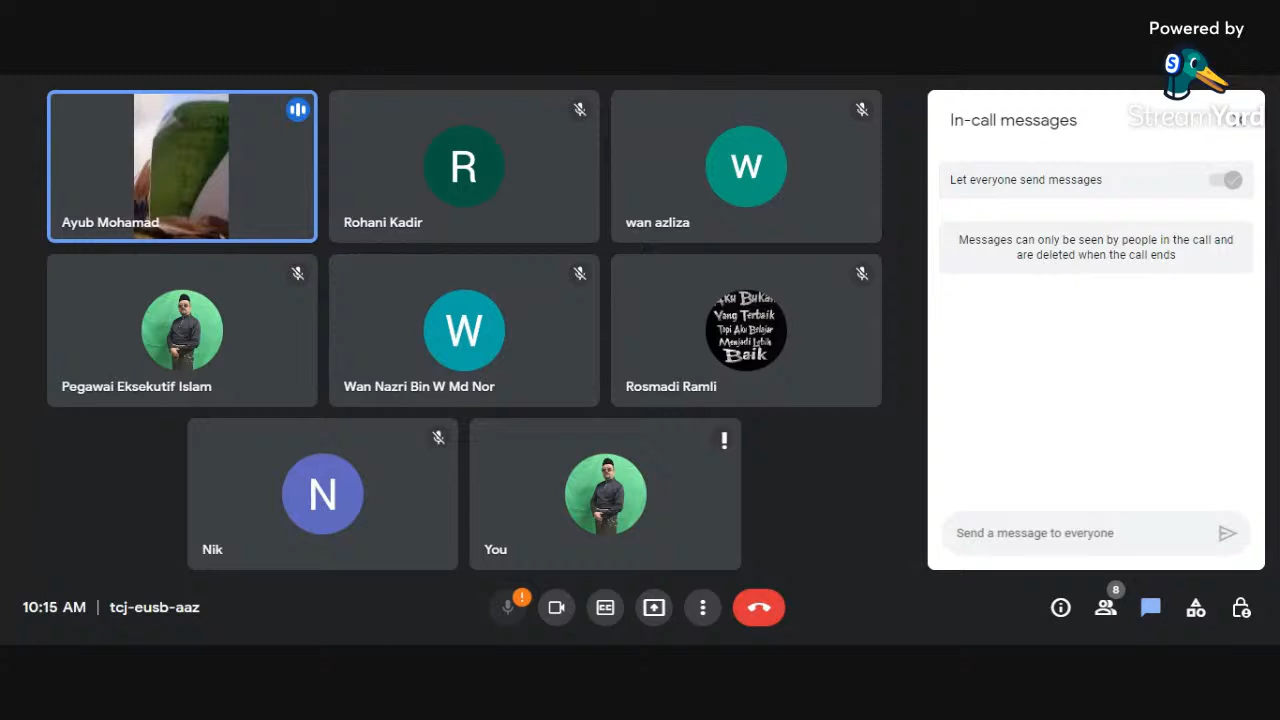 Powered by
S
StreamYard
In-call messages
Let everyone send messages
Messages can only be seen by people in the call and
are deleted when the call ends
Ayub Mohamad
R
Rohani Kadir
W
wan azliza
Pegawai Eksekutif Islam
W
Wan Nazri Bin W Md Nor
Aku Bukan
Yang Terbaik
Tapi Aku Belajar
Menjadi Lebih
Baik
Rosmadi Ramli
N
Nik
You
Send a message to everyone
10:15 AM | tcj-eusb-aaz
!
CC
8